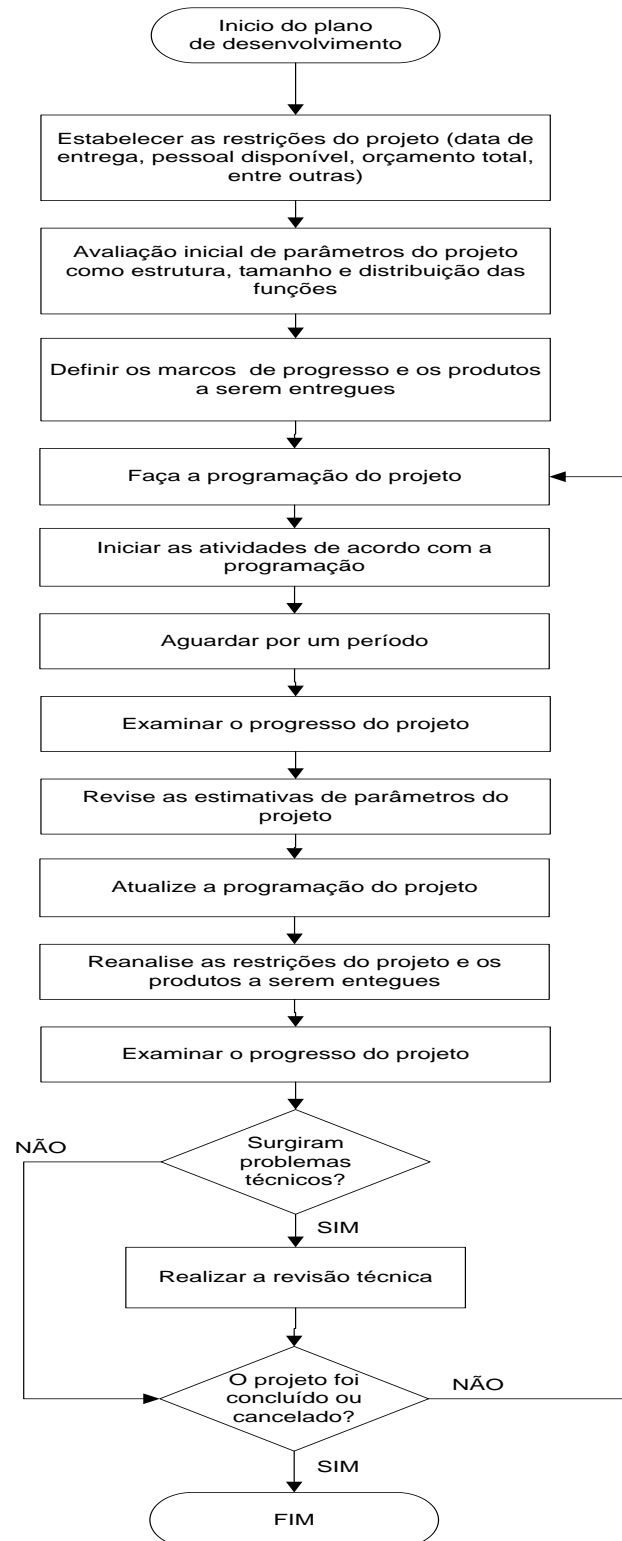 Inicio do plano
de desenvolvimento
Estabelecer as restrições do projeto (data de
entrega, pessoal disponível, orçamento total,
entre outras)
Avaliação inicial de parâmetros do projeto
como estrutura, tamanho e distribuição das
funções
Definir os marcos de progresso e os produtos
a serem entregues
Faça a programação do projeto
Iniciar as atividades de acordo com a
programação
Aguardar por um período
Examinar o progresso do projeto
Revise as estimativas de parâmetros do
projeto
Atualize a programação do projeto
Reanalise as restrições do projeto e os
produtos a serem entegues
Examinar o progresso do projeto
Surgiram
problemas
técnicos?
NÃO
SIM
Realizar a revisão técnica
O projeto foi
concluído ou
cancelado?
NÃO
SIM
FIM